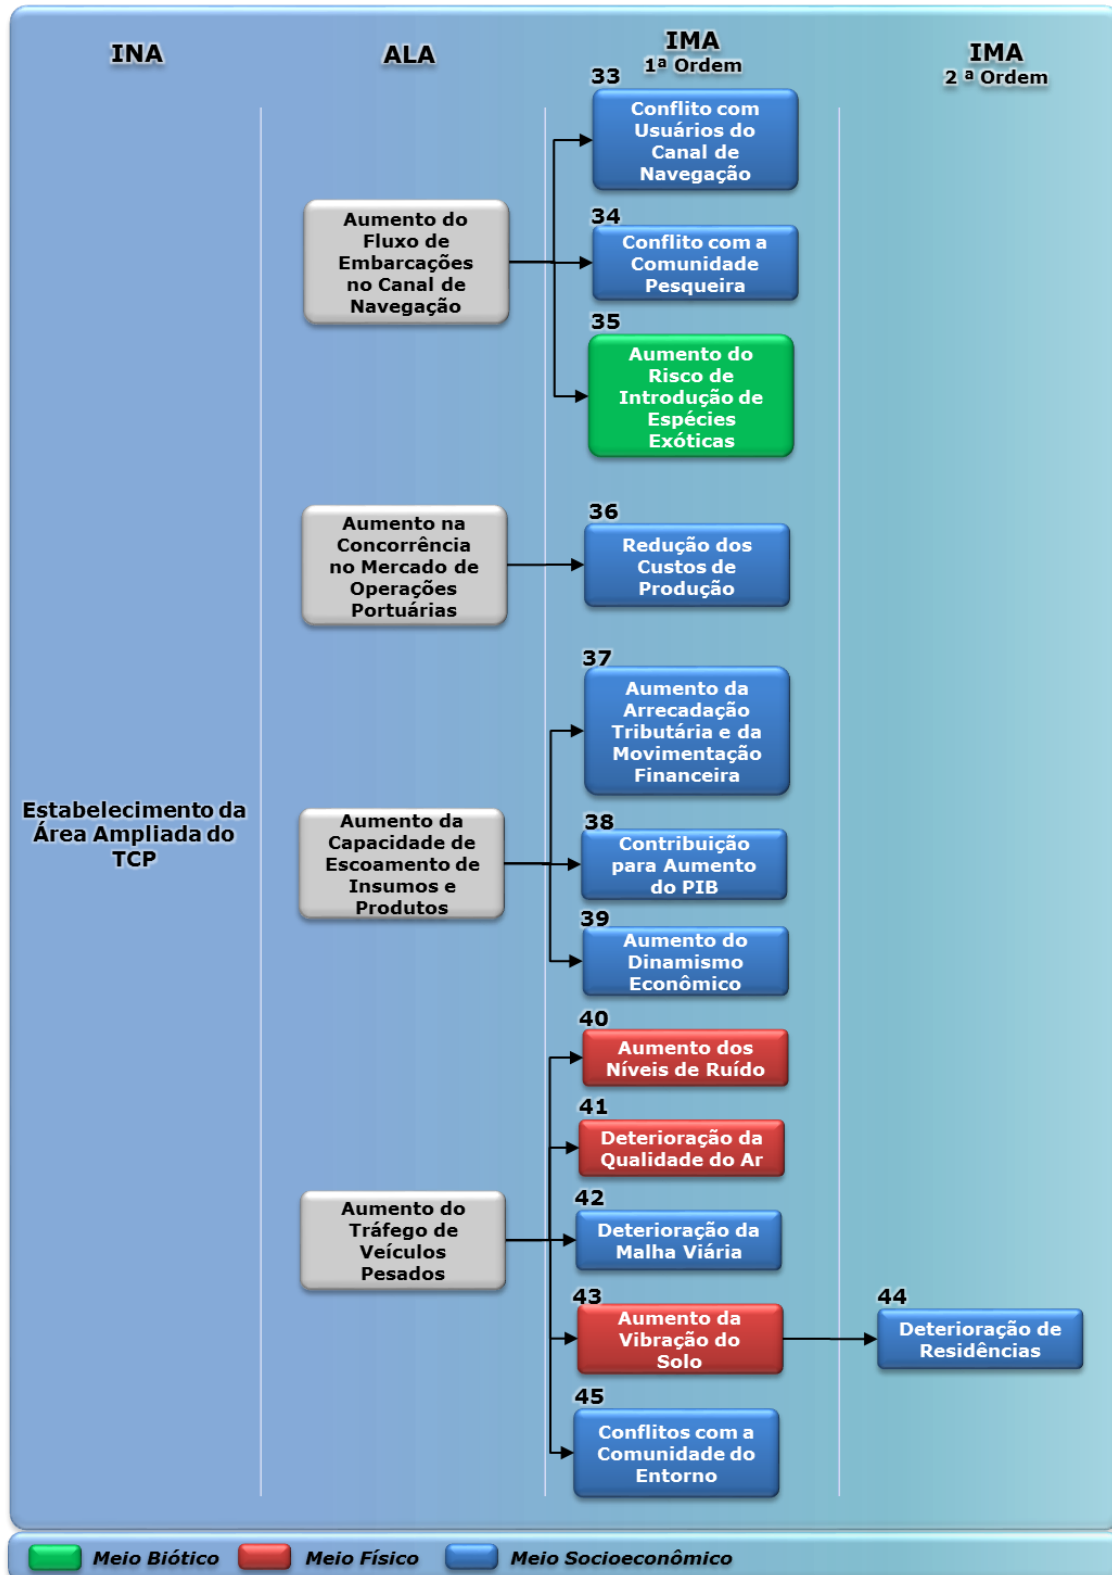 INA
ALA
IMA
1ª Ordem
IMA
2 ª Ordem
Estabelecimento da
Área Ampliada do
TCP
Aumento do
Fluxo de
Embarcações
no Canal de
Navegação
33
Conflito com
Usuários do
Canal de
Navegação
34
Conflito com a
Comunidade
Pesqueira
35
Aumento do
Risco de
Introdução de
Espécies
Exóticas
Aumento na
Concorrência
no Mercado de
Operações
Portuárias
36
Redução dos
Custos de
Produção
Aumento da
Capacidade de
Escoamento de
Insumos e
Produtos
37
Aumento da
Arrecadação
Tributária e da
Movimentação
Financeira
38
Contribuição
para Aumento
do PIB
39
Aumento do
Dinamismo
Econômico
Aumento do
Tráfego de
Veículos
Pesados
40
Aumento dos
Níveis de Ruído
41
Deterioração da
Qualidade do Ar
42
Deterioração da
Malha Viária
43
Aumento da
Vibração do
Solo
44
Deterioração de
Residências
45
Conflitos com a
Comunidade do
Entorno
Meio Biótico
Meio Físico
Meio Socioeconômico